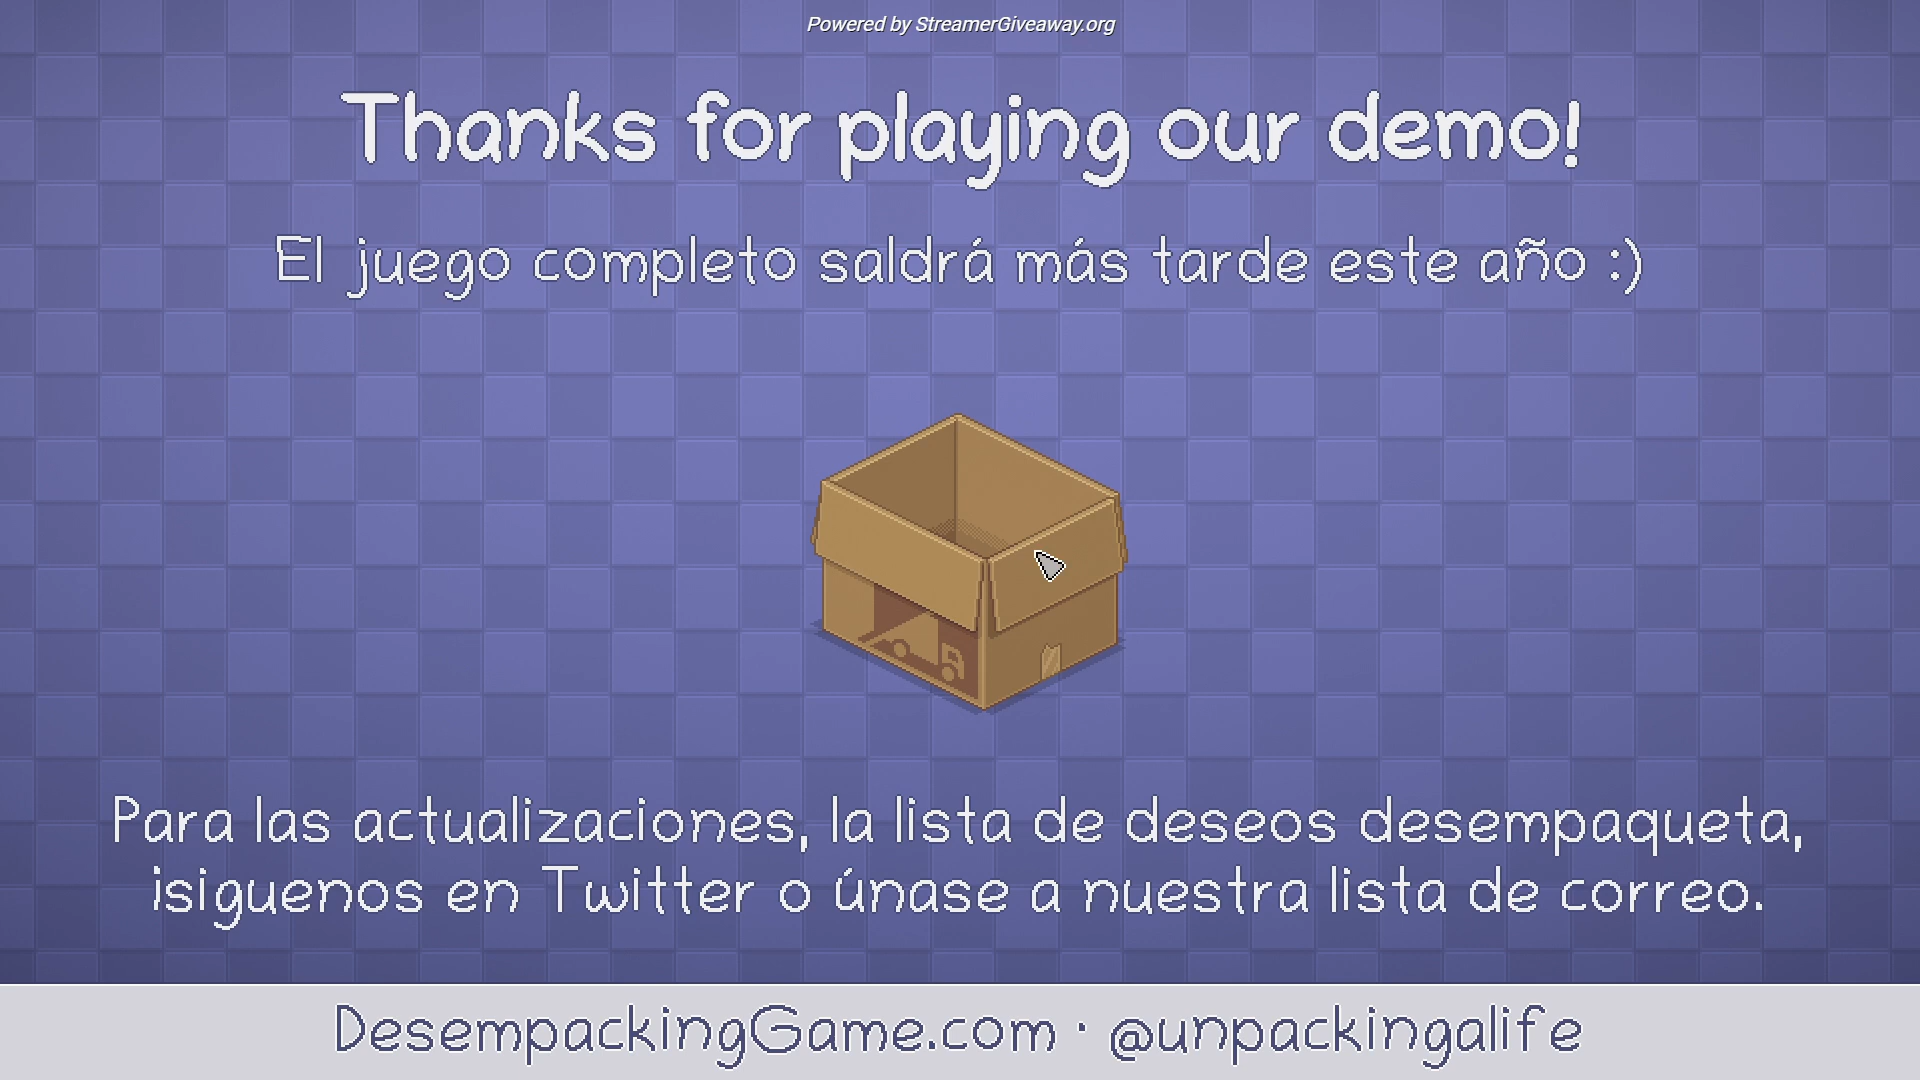 Powered by StreamerGiveaway.org
Thanks for playing our demo!
El juego completo saldrá más tarde este año :)
Para las actualizaciones, la lista de deseos desempaqueta,
¡siguenos en Twitter o únase a nuestra lista de correo.
DesempackingGame.com · @unpackingalife